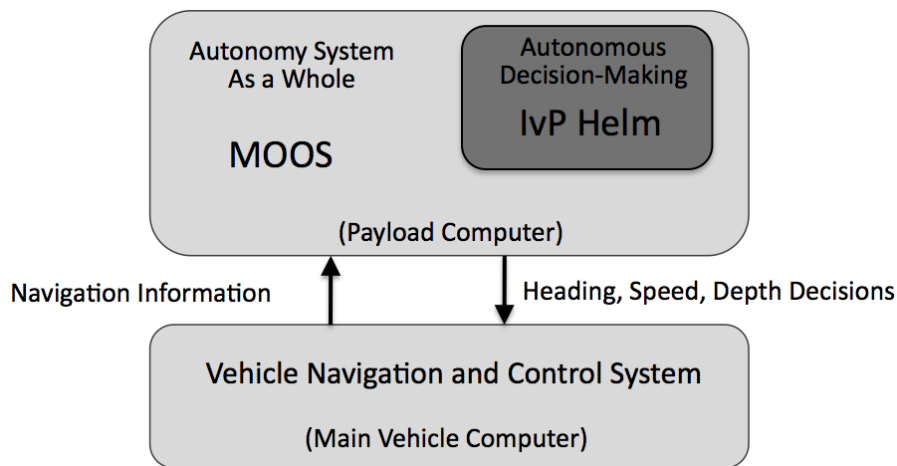 Autonomy System
As a Whole
MOOS
Autonomous
Decision-Making
IvP Helm
(Payload Computer)
Navigation Information
Heading, Speed, Depth Decisions
Vehicle Navigation and Control System
(Main Vehicle Computer)